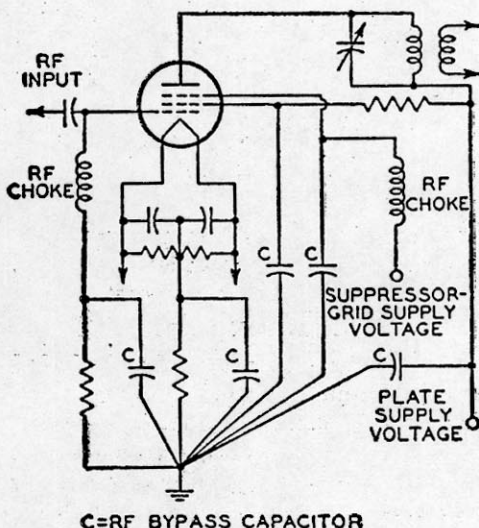 RF
INPUT
RF
CHOKE
RF
CHOKE
C
C
SUPPRESSOR-
GRID SUPPLY
VOLTAGE
C
C
C
PLATE
SUPPLY
VOLTAGE
C=RF BYPASS CAPACITOR